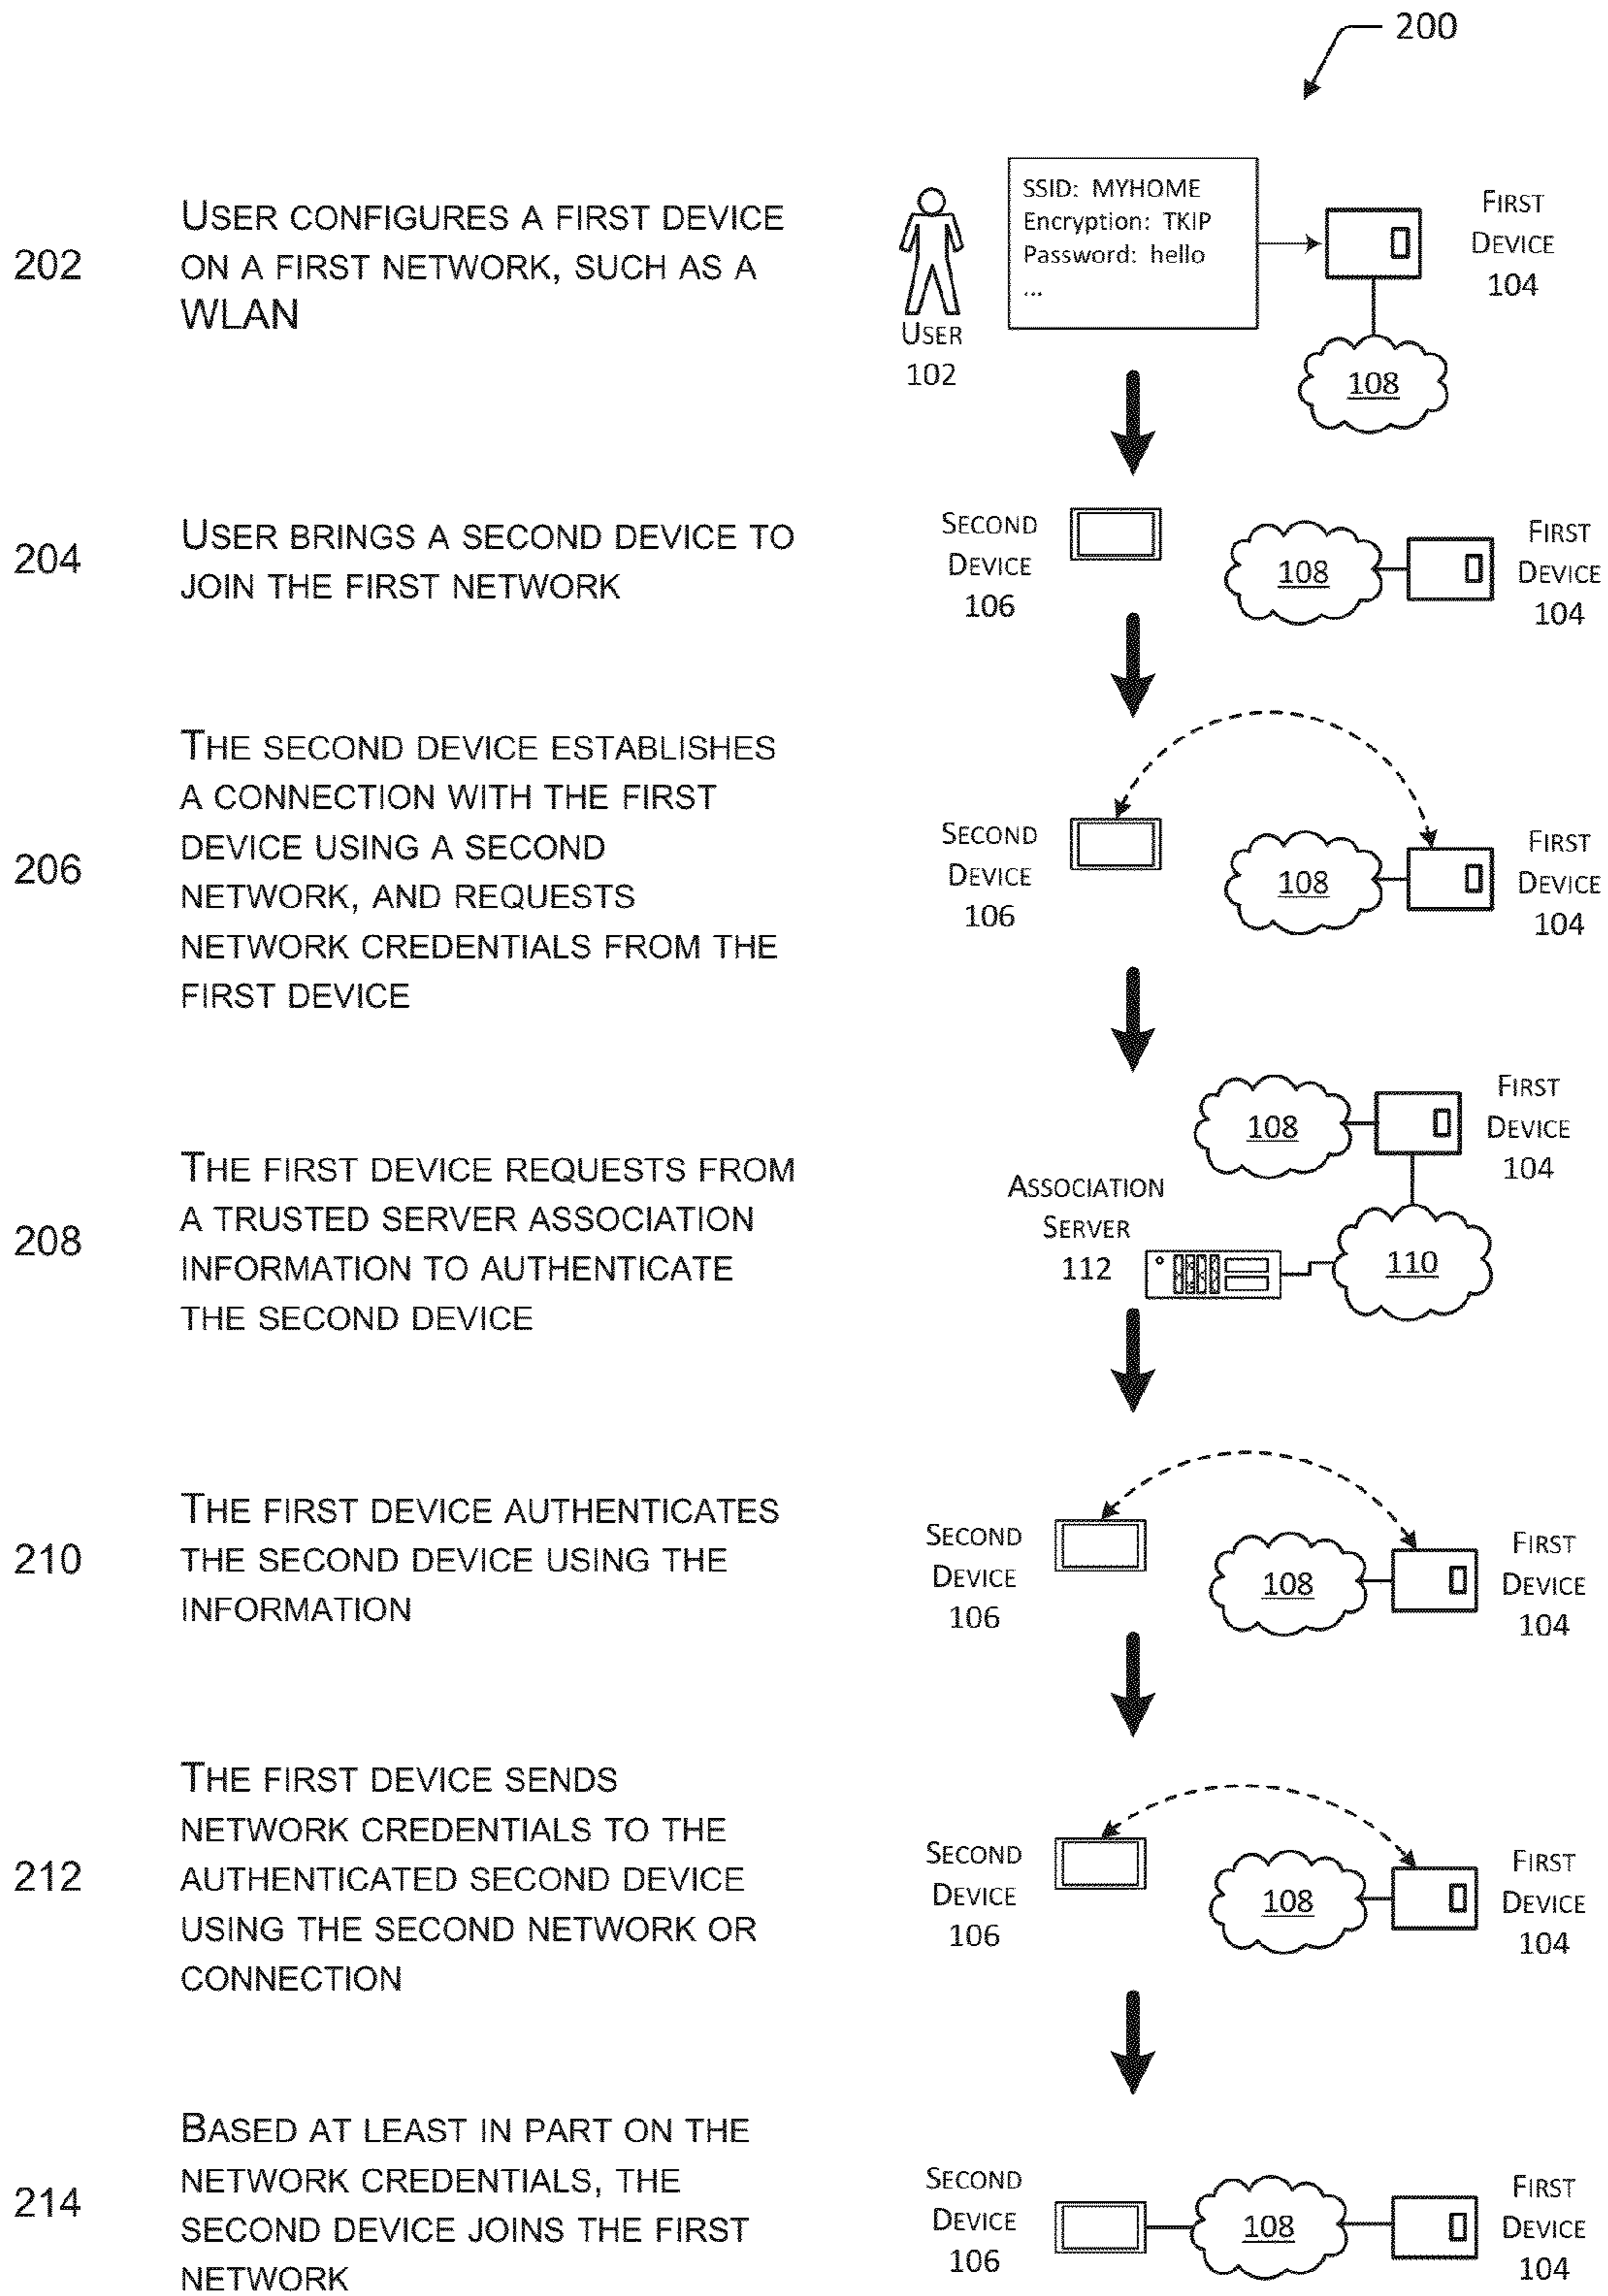 200
202
USER CONFIGURES A FIRST DEVICE
ON A FIRST NETWORK, SUCH AS A
WLAN
SSID: MYHOME
Encryption: TKIP
Password: hello
...
USER
102
FIRST
DEVICE
104
108
204
USER BRINGS A SECOND DEVICE TO
JOIN THE FIRST NETWORK
SECOND
DEVICE
106
108
FIRST
DEVICE
104
206
THE SECOND DEVICE ESTABLISHES
A CONNECTION WITH THE FIRST
DEVICE USING A SECOND
NETWORK, AND REQUESTS
NETWORK CREDENTIALS FROM THE
FIRST DEVICE
SECOND
DEVICE
106
108
FIRST
DEVICE
104
208
THE FIRST DEVICE REQUESTS FROM
A TRUSTED SERVER ASSOCIATION
INFORMATION TO AUTHENTICATE
THE SECOND DEVICE
108
FIRST
DEVICE
104
ASSOCIATION
SERVER
112
110
210
THE FIRST DEVICE AUTHENTICATES
THE SECOND DEVICE USING THE
INFORMATION
SECOND
DEVICE
106
108
FIRST
DEVICE
104
212
THE FIRST DEVICE SENDS
NETWORK CREDENTIALS TO THE
AUTHENTICATED SECOND DEVICE
USING THE SECOND NETWORK OR
CONNECTION
SECOND
DEVICE
106
108
FIRST
DEVICE
104
214
BASED AT LEAST IN PART ON THE
NETWORK CREDENTIALS, THE
SECOND DEVICE JOINS THE FIRST
NETWORK
SECOND
DEVICE
106
108
FIRST
DEVICE
104